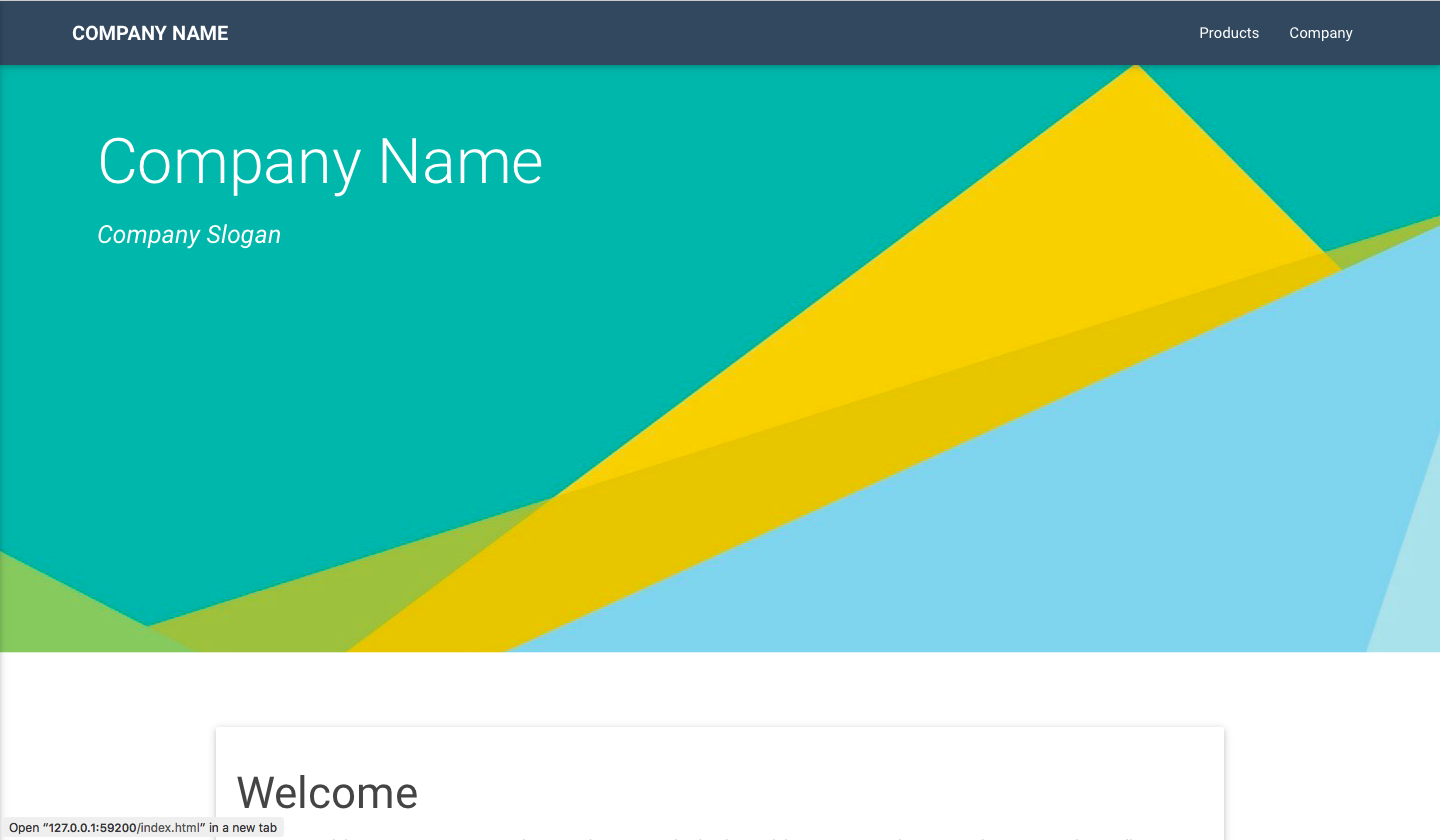 COMPANY NAME
Products
Company
Company Name
Company Slogan
Welcome
Open “127.0.0.1:59200/index.html” in a new tab